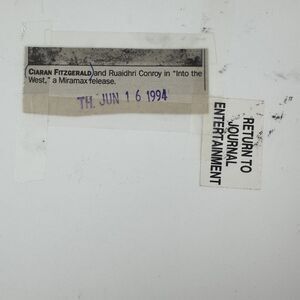 CIARAN FITZGERALD and Ruaidhri Conroy in "Into the
West," a Miramax release.
TH. JUN 16 1994
RETURN TO
JOURNAL
ENTERTAINMENT